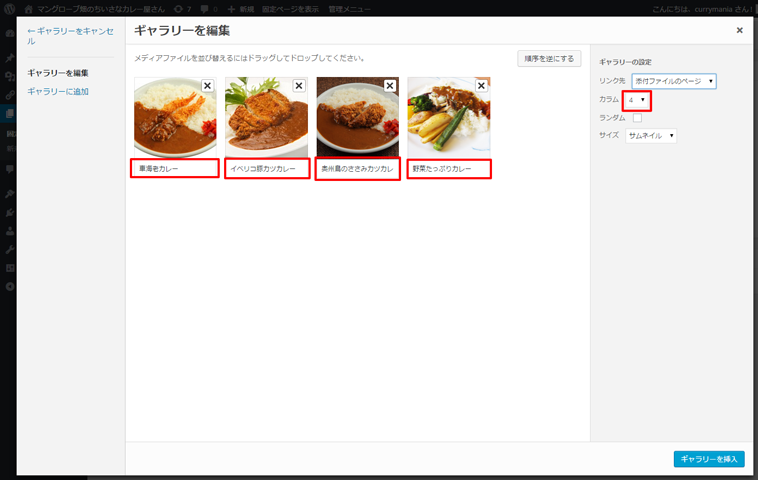 マングローブ畑のちいさなカレー屋さん 7 0 + 新規 固定ページを表示 管理メニュー こんにちは、currymania さん!
← ギャラリーをキャンセ
ル
ギャラリーを編集
ギャラリーに追加
ギャラリーを編集
メディアファイルを並び替えるにはドラッグしてドロップしてください。
順序を逆にする
車海老カレー
イベリコ豚カツカレー
奥州鳥のささみカツカレ
野菜たっぷりカレー
ギャラリーの設定
リンク先 添付ファイルのページ
カラム 4
ランダム
サイズ サムネイル
ギャラリーを挿入